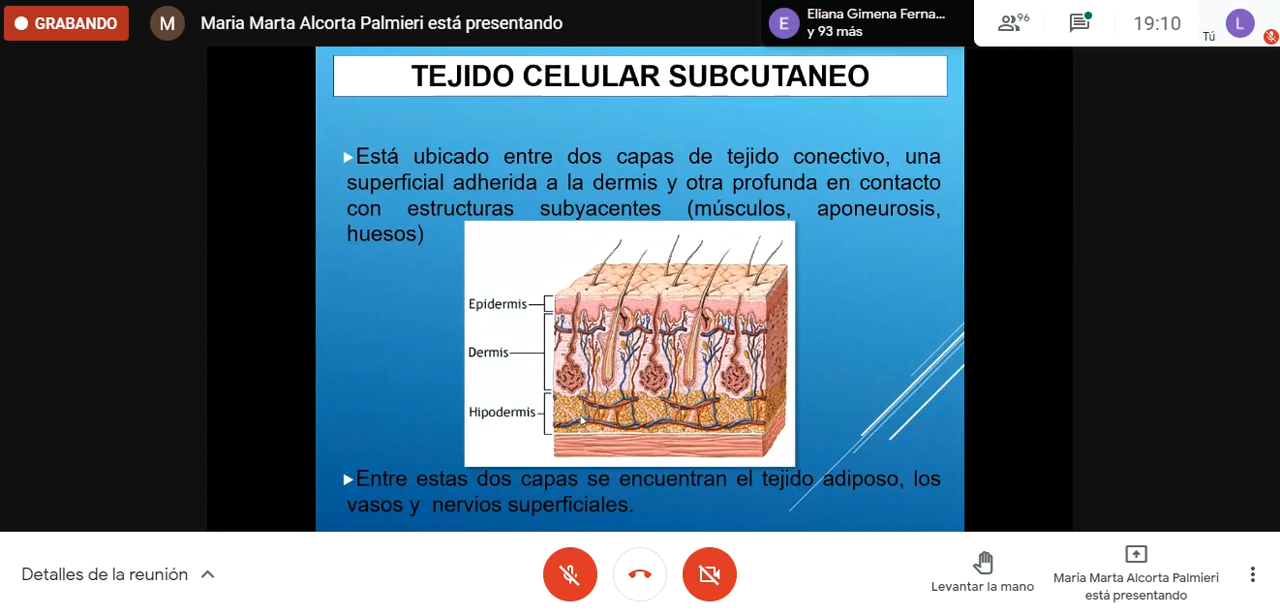 GRABANDO
M
Maria Marta Alcorta Palmieri está presentando
E
Eliana Gimena Ferna...
y 93 más
96
19:10
Tú
L
TEJIDO CELULAR SUBCUTANEO
Está ubicado entre dos capas de tejido conectivo, una
superficial adherida a la dermis y otra profunda en contacto
con estructuras subyacentes (músculos, aponeurosis,
huesos)
Epidermis
Dermis
Hipodermis
Entre estas dos capas se encuentran el tejido adiposo, los
vasos y nervios superficiales.
Detalles de la reunión
Levantar la mano
Maria Marta Alcorta Palmieri
está presentando